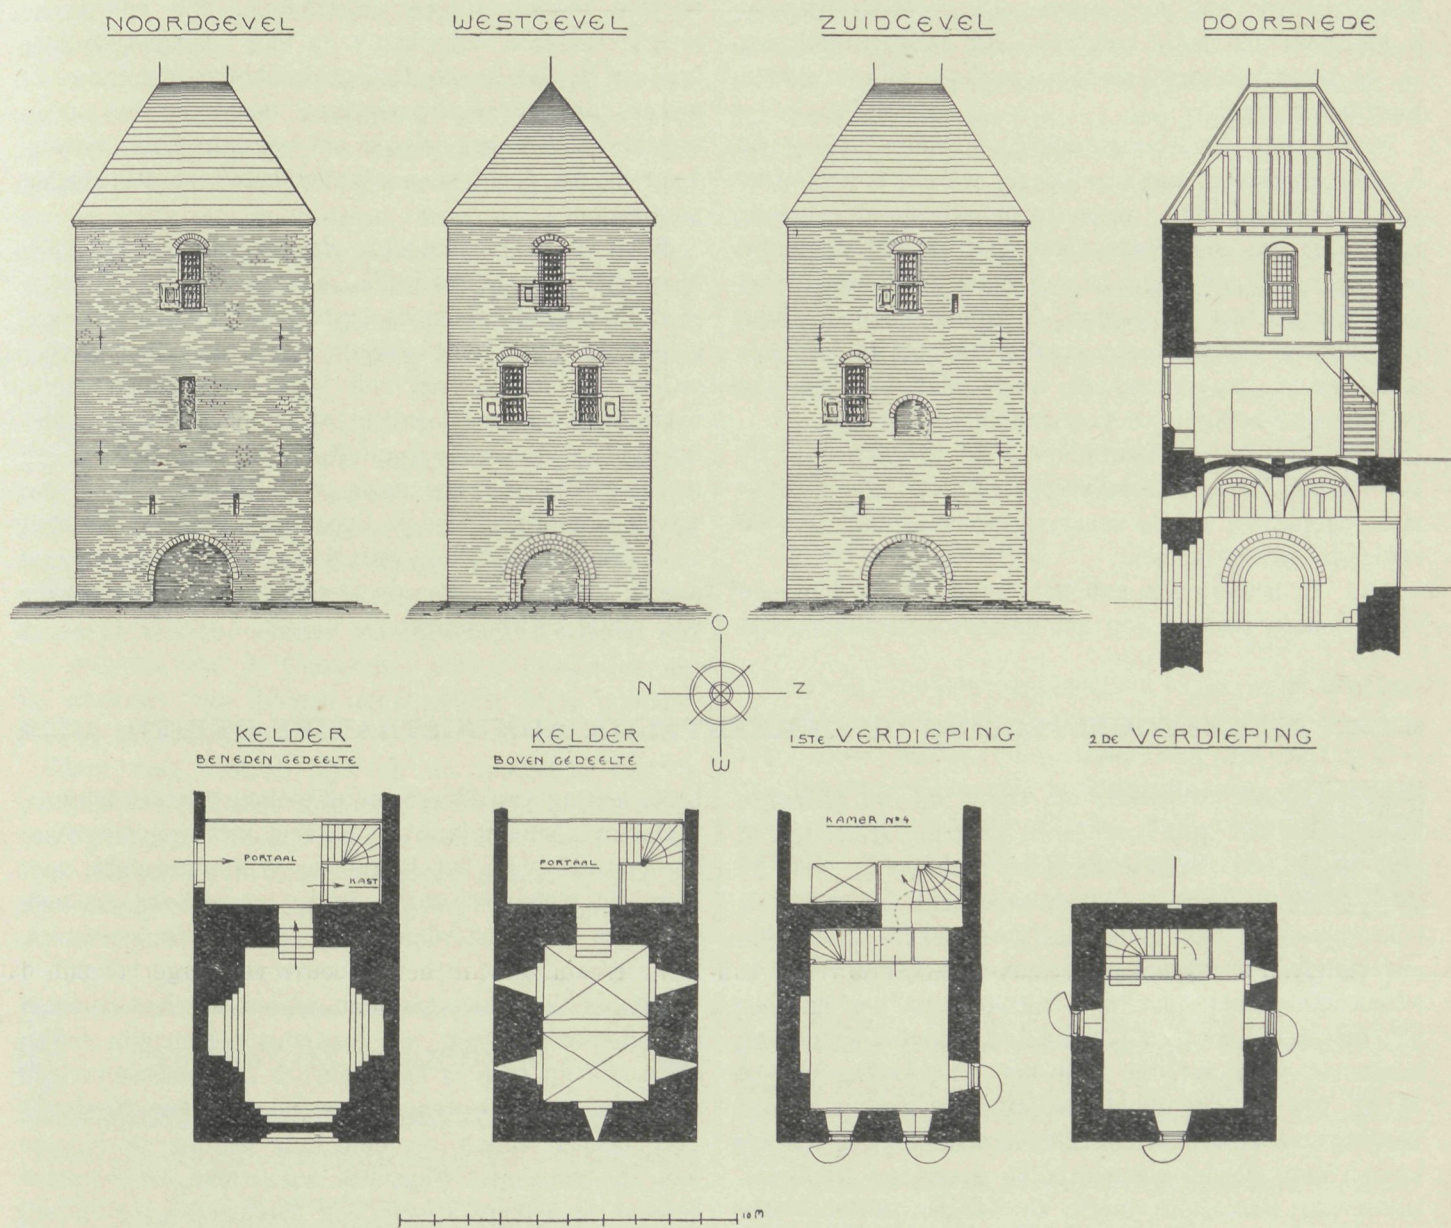 NOORDGEVEL
WESTGEVEL
ZUIDGEVEL
DOORSNEDE
O
N
Z
W
KELDER
BENEDEN GEDEELTE
KELDER
BOVEN GEDEELTE
1STE VERDIEPING
2DE VERDIEPING
PORTAAL
KAST
PORTAAL
KAMER No 4
10 M